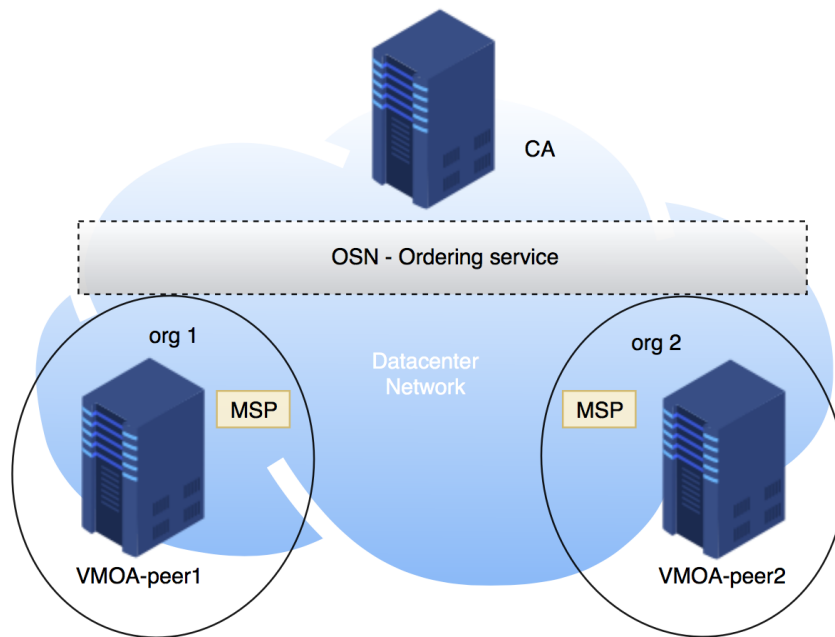 CA
OSN - Ordering service
org 1
org 2
Datacenter
Network
MSP
MSP
VMOA-peer1
VMOA-peer2